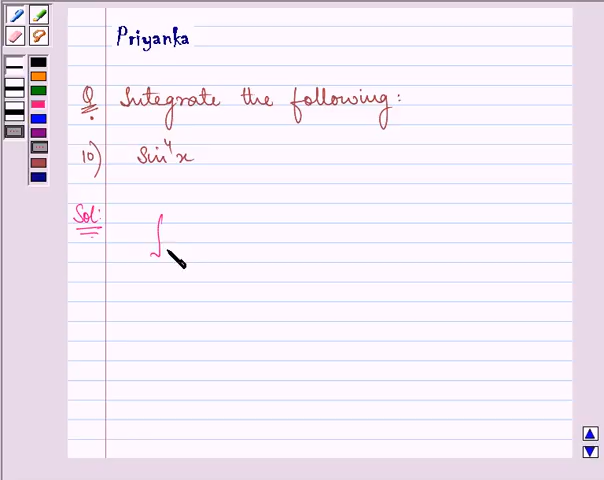 Priyanka
Q. Integrate the following:
10) Sin⁴x
Sol:
∫